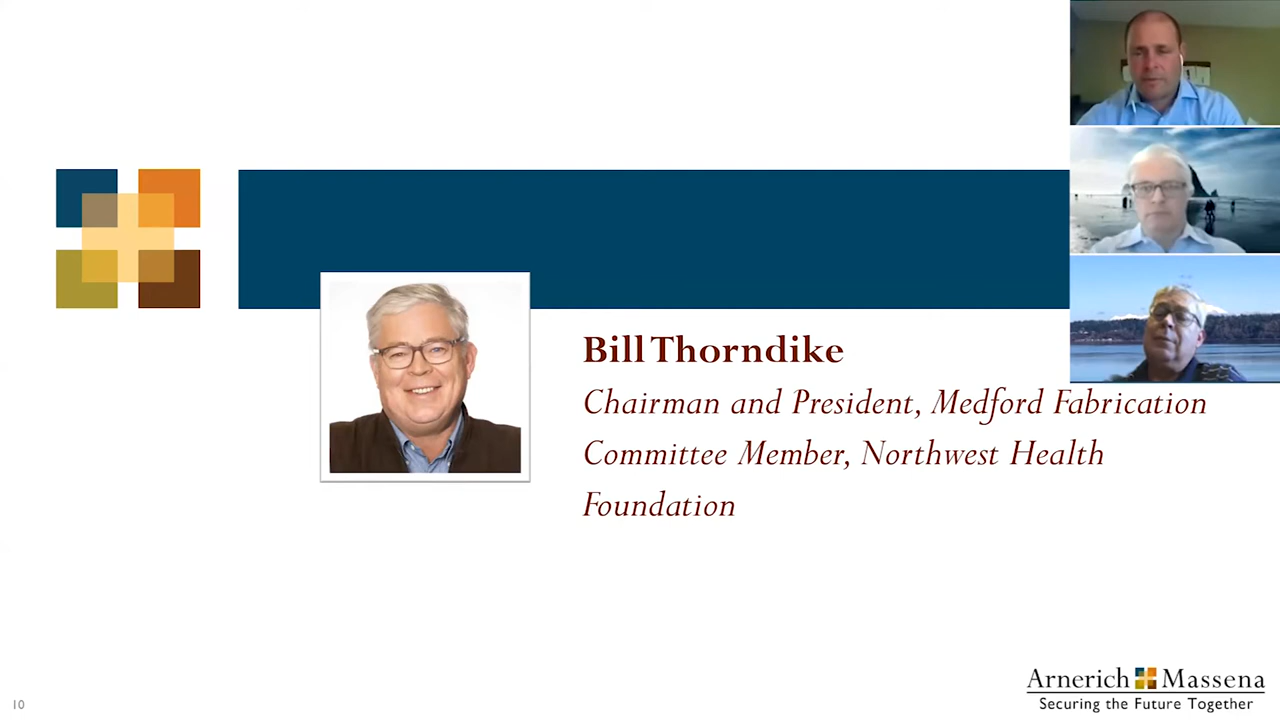 Bill Thorndike
Chairman and President, Medford Fabrication
Committee Member, Northwest Health
Foundation
10
Arnerich Massena
Securing the Future Together